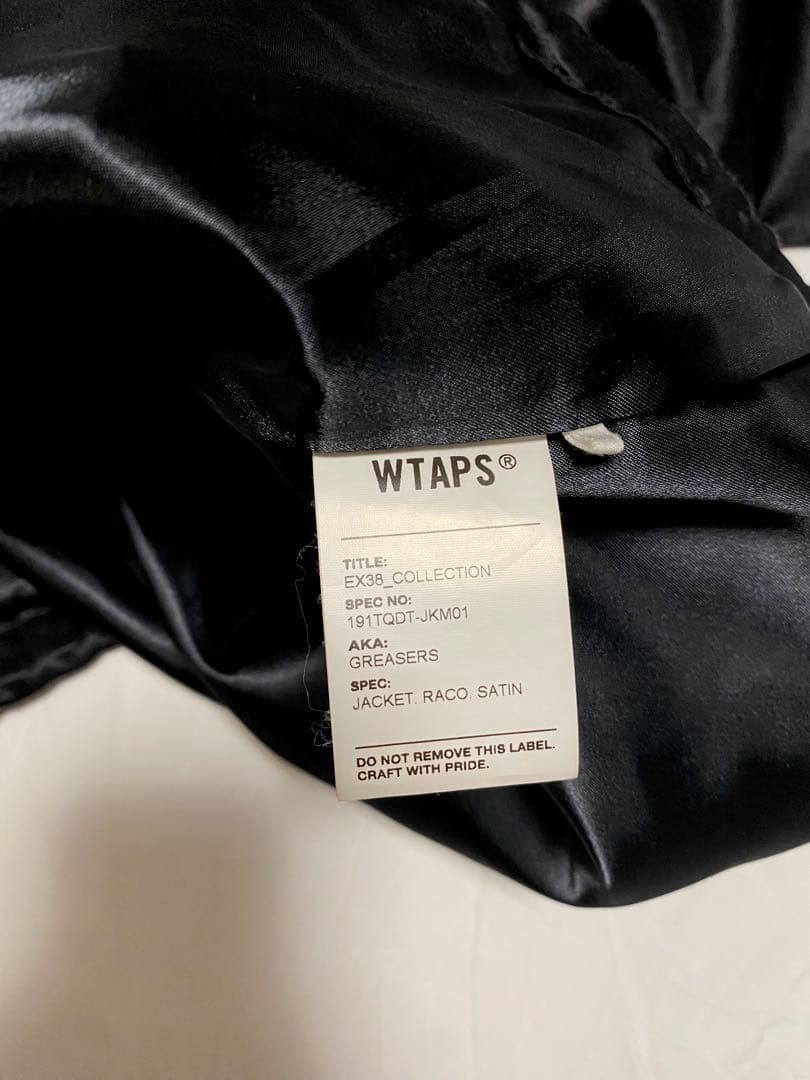 WTAPS®
TITLE:
EX38_COLLECTION
SPEC NO:
191TQDT-JKM01
AKA:
GREASERS
SPEC:
JACKET. RACO. SATIN
DO NOT REMOVE THIS LABEL.
CRAFT WITH PRIDE.